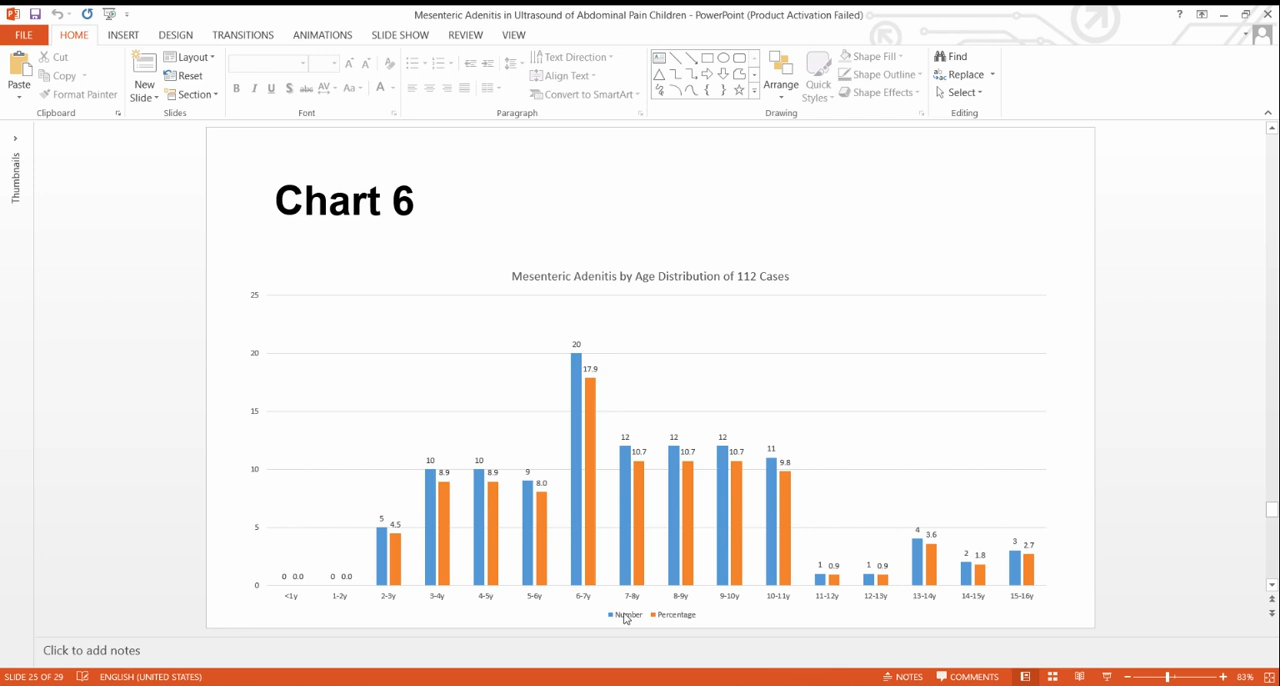 Mesenteric Adenitis in Ultrasound of Abdominal Pain Children - PowerPoint (Product Activation Failed)
FILE HOME INSERT DESIGN TRANSITIONS ANIMATIONS SLIDE SHOW REVIEW VIEW
Paste
Cut
Copy
Format Painter
Clipboard
New Slide
Layout
Reset
Section
Slides
B I U S abc AV Aa A
Font
Text Direction
Align Text
Convert to SmartArt
Paragraph
Arrange
Quick Styles
Shape Fill
Shape Outline
Shape Effects
Drawing
Find
Replace
Select
Editing
Thumbnails
Chart 6
Mesenteric Adenitis by Age Distribution of 112 Cases
25
20
15
10
5
0
0 0.0
0 0.0
5 4.5
10 8.9
10 8.9
9 8.0
20 17.9
12 10.7
12 10.7
12 10.7
11 9.8
1 0.9
1 0.9
4 3.6
2 1.8
3 2.7
<1y 1-2y 2-3y 3-4y 4-5y 5-6y 6-7y 7-8y 8-9y 9-10y 10-11y 11-12y 12-13y 13-14y 14-15y 15-16y
Number Percentage
Click to add notes
SLIDE 25 OF 29 ENGLISH (UNITED STATES) NOTES COMMENTS 83%